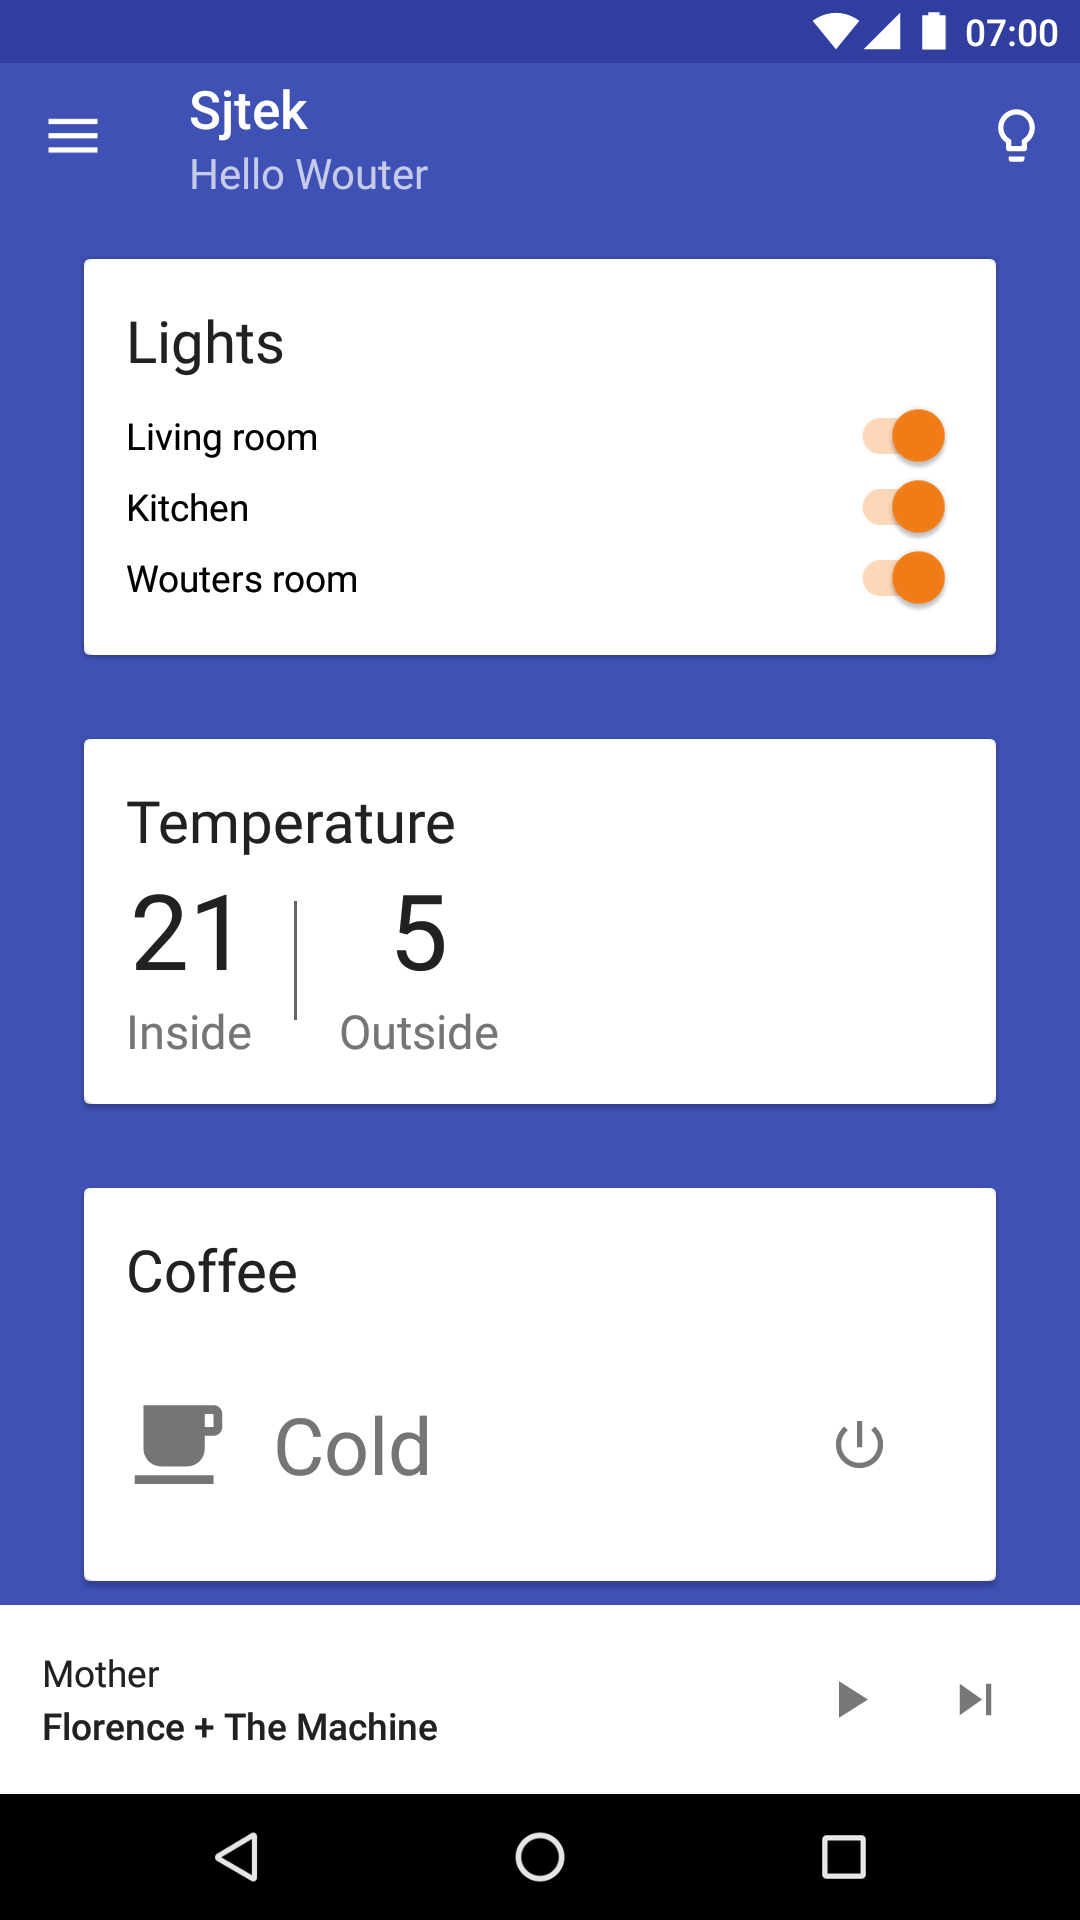 07:00
Sjtek
Hello Wouter
Lights
Living room
Kitchen
Wouters room
Temperature
21 5
Inside Outside
Coffee
Cold
Mother
Florence + The Machine